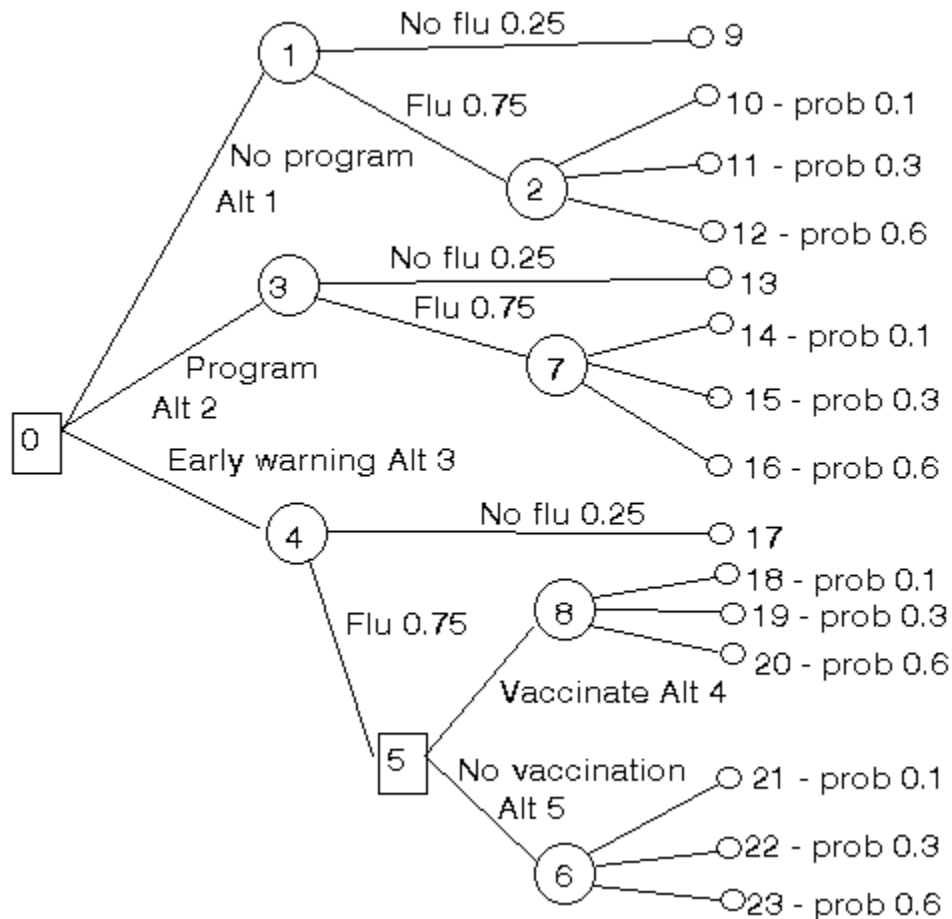 No flu 0.25
9
1
Flu 0.75
10 - prob 0.1
No program
11 - prob 0.3
2
Alt 1
12 - prob 0.6
No flu 0.25
13
3
Flu 0.75
14 - prob 0.1
Program
7
Alt 2
15 - prob 0.3
0
Early warning Alt 3
16 - prob 0.6
No flu 0.25
4
17
18 - prob 0.1
8
19 - prob 0.3
Flu 0.75
20 - prob 0.6
Vaccinate Alt 4
5
No vaccination
21 - prob 0.1
Alt 5
22 - prob 0.3
6
23 - prob 0.6